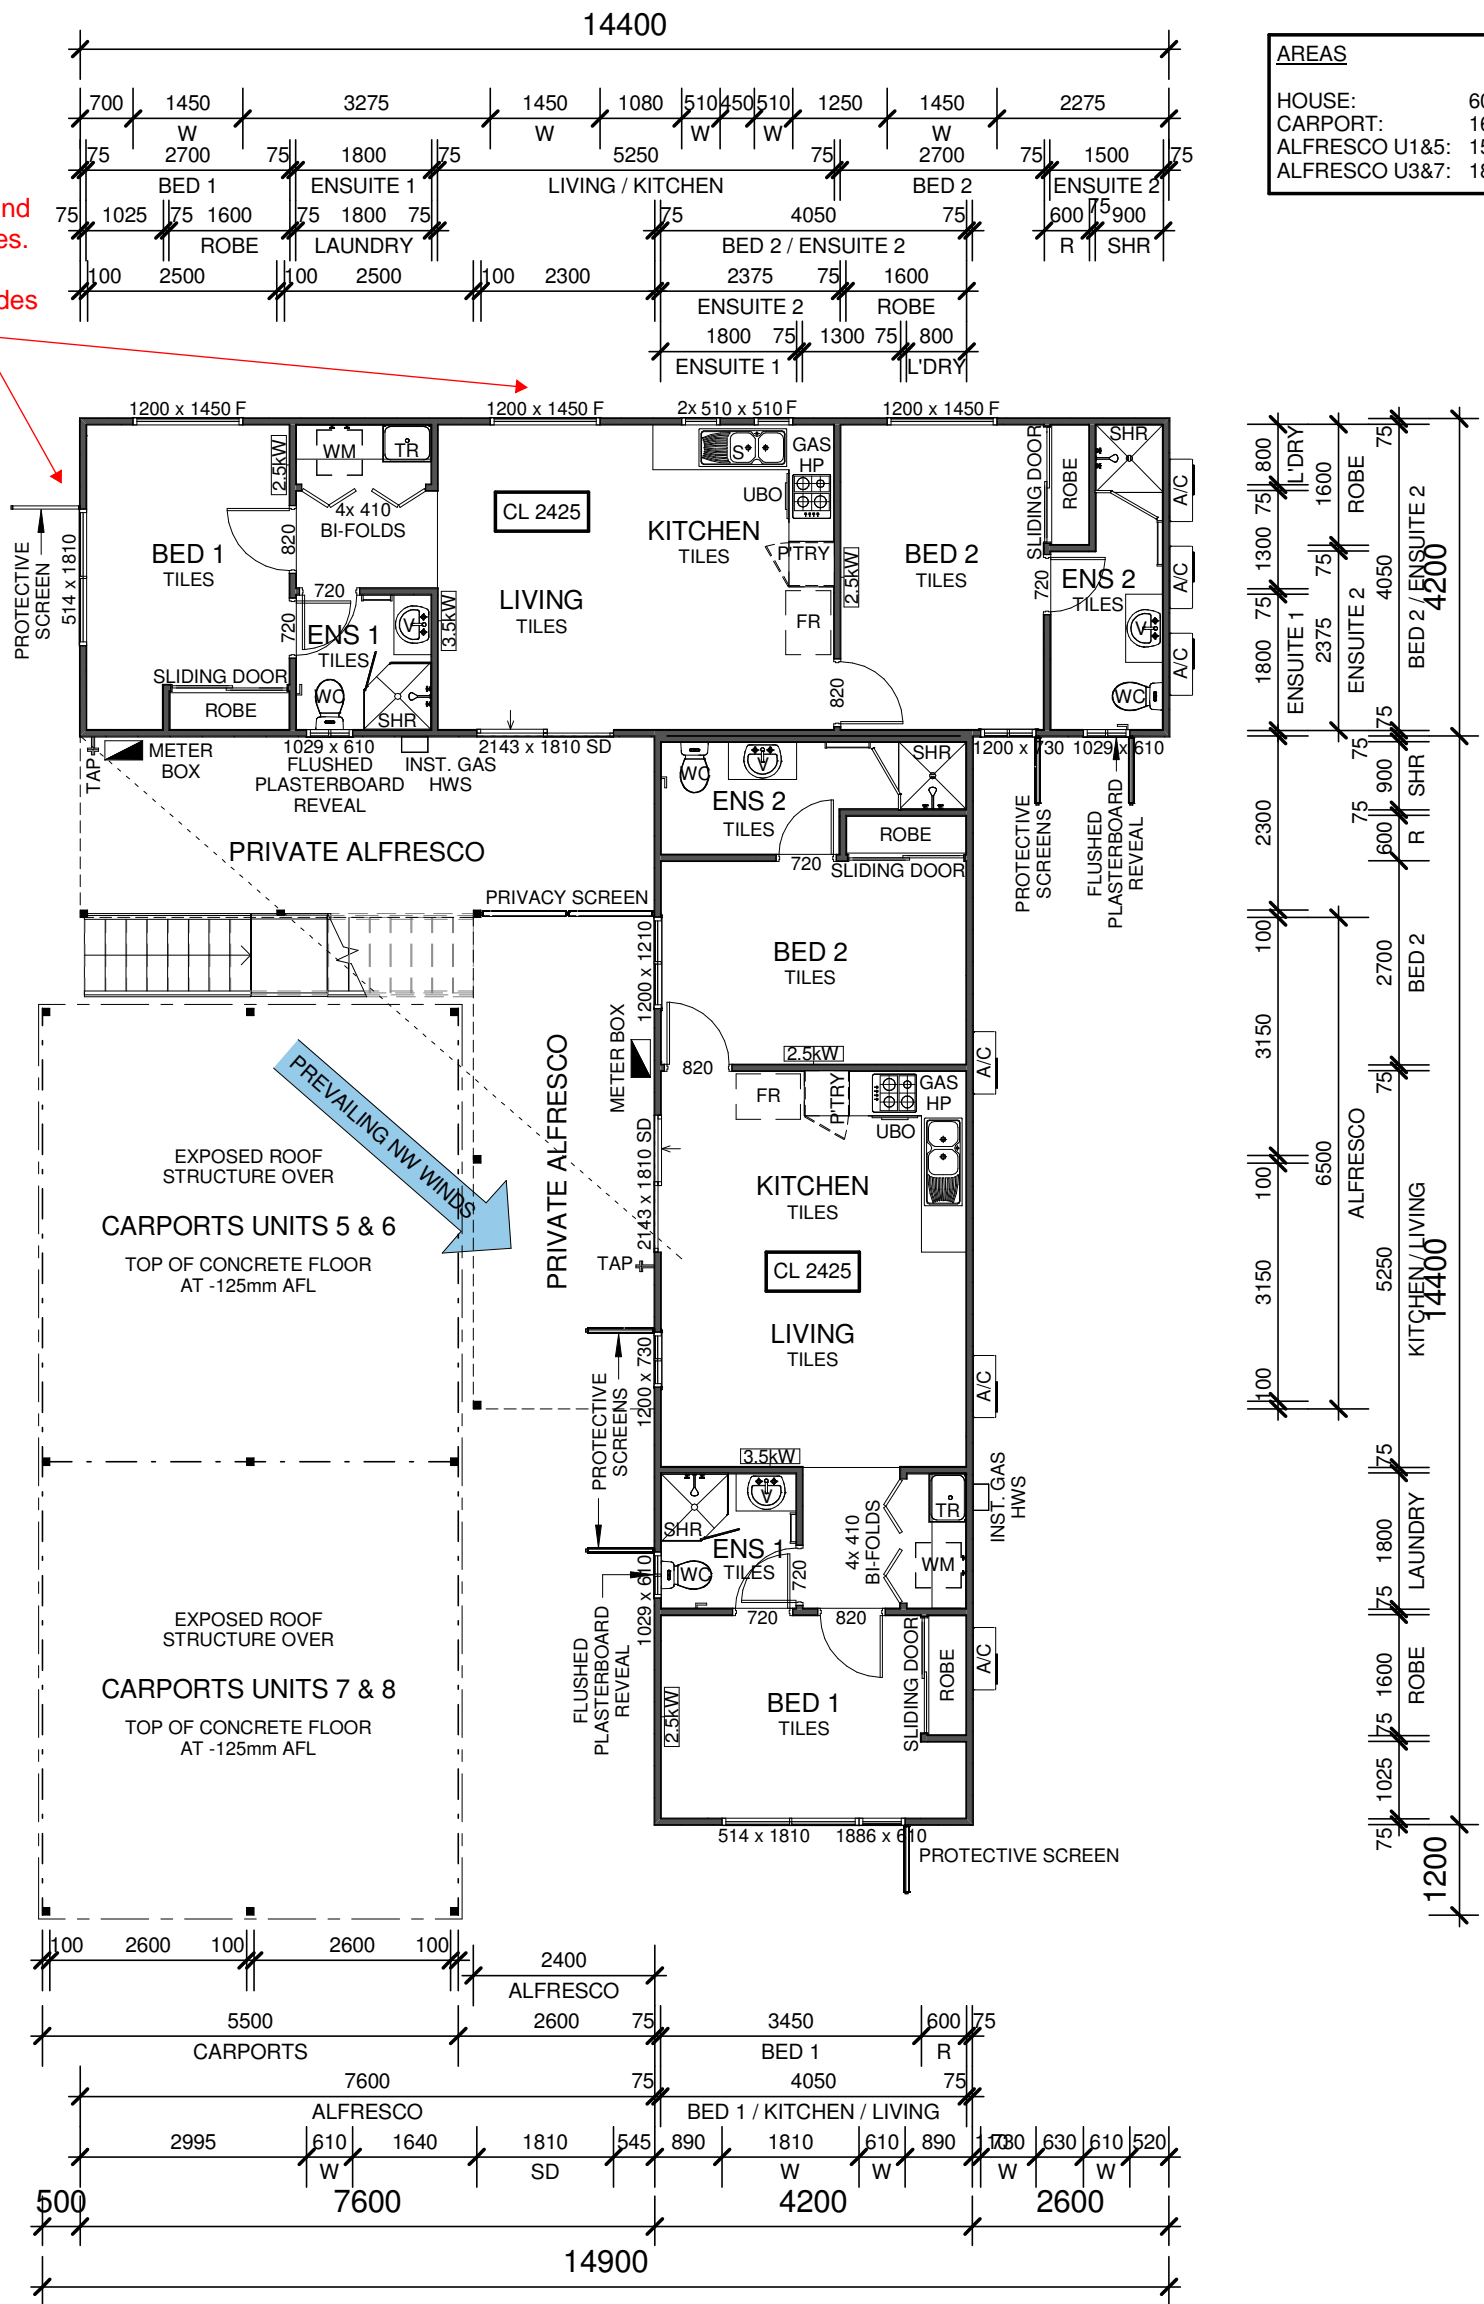 14400
700 1450 3275 1450 1080 510 450 510 1250 1450 2275
W W W W W
75 2700 75 1800 75 5250 75 2700 75 1500 75
BED 1 ENSUITE 1 LIVING / KITCHEN BED 2 ENSUITE 2
75 1025 75 1600 75 1800 75 75 4050 75 600 75 900
ROBE LAUNDRY BED 2 / ENSUITE 2 R SHR
100 2500 100 2500 100 2300 2375 75 1600
ENSUITE 2 ROBE
1800 75 1300 75 800
ENSUITE 1 L'DRY
AREAS
HOUSE:
CARPORT:
ALFRESCO U1&5:
ALFRESCO U3&7:
1200 x 1450 F
1200 x 1450 F
2x 510 x 510 F
1200 x 1450 F
2.5kW
WM
TR
4x 410
BI-FOLDS
BED 1
TILES
820
720
720
ENS 1
TILES
V
WC
SHR
SLIDING DOOR
ROBE
PROTECTIVE
SCREEN
514 x 1810
CL 2425
LIVING
TILES
3.5kW
S
GAS
HP
UBO
KITCHEN
TILES
P'TRY
FR
2.5kW
820
BED 2
TILES
SLIDING DOOR
ROBE
SHR
720
ENS 2
TILES
V
WC
A/C
A/C
A/C
TAP
METER
BOX
1029 x 610
FLUSHED
PLASTERBOARD
REVEAL
INST. GAS
HWS
2143 x 1810 SD
1200 x 730
1029 x 610
PROTECTIVE
SCREENS
FLUSHED
PLASTERBOARD
REVEAL
PRIVATE ALFRESCO
PRIVACY SCREEN
WC
V
SHR
ENS 2
TILES
ROBE
720
SLIDING DOOR
1200 x 1210
BED 2
TILES
METER BOX
820
2.5kW
A/C
PREVAILING NW WINDS
PRIVATE ALFRESCO
FR
P'TRY
GAS
HP
UBO
2143 x 1810 SD
KITCHEN
TILES
TAP
CL 2425
LIVING
TILES
EXPOSED ROOF
STRUCTURE OVER
CARPORTS UNITS 5 & 6
TOP OF CONCRETE FLOOR
AT -125mm AFL
1200 x 730
PROTECTIVE
SCREENS
A/C
3.5kW
SHR
V
ENS 1
TILES
WC
720
4x 410
BI-FOLDS
TR
WM
INST. GAS
HWS
1029 x 610
FLUSHED
PLASTERBOARD
REVEAL
720
820
SLIDING DOOR
ROBE
A/C
2.5kW
BED 1
TILES
EXPOSED ROOF
STRUCTURE OVER
CARPORTS UNITS 7 & 8
TOP OF CONCRETE FLOOR
AT -125mm AFL
514 x 1810
1886 x 610
PROTECTIVE SCREEN
800 75 1300 75 1800
L'DRY ENSUITE 1
1600 75 2375
ROBE ENSUITE 2
75 4050 75
BED 2 / ENSUITE 2
4200
2300 100 3150 100 3150 100
6500
ALFRESCO
75 900 75 600 2700 75 5250 75 1800 75 1600 75 1025 75
SHR R BED 2 KITCHEN / LIVING LAUNDRY ROBE
14400
1200
100 2600 100 2600 100
2400
ALFRESCO
5500 2600 75 3450 600 75
CARPORTS BED 1 R
7600 75 4050 75
ALFRESCO BED 1 / KITCHEN / LIVING
2995 610 1640 1810 545 890 1810 610 890 110 730 630 610 520
W SD W W W W
500 7600 4200 2600
14900